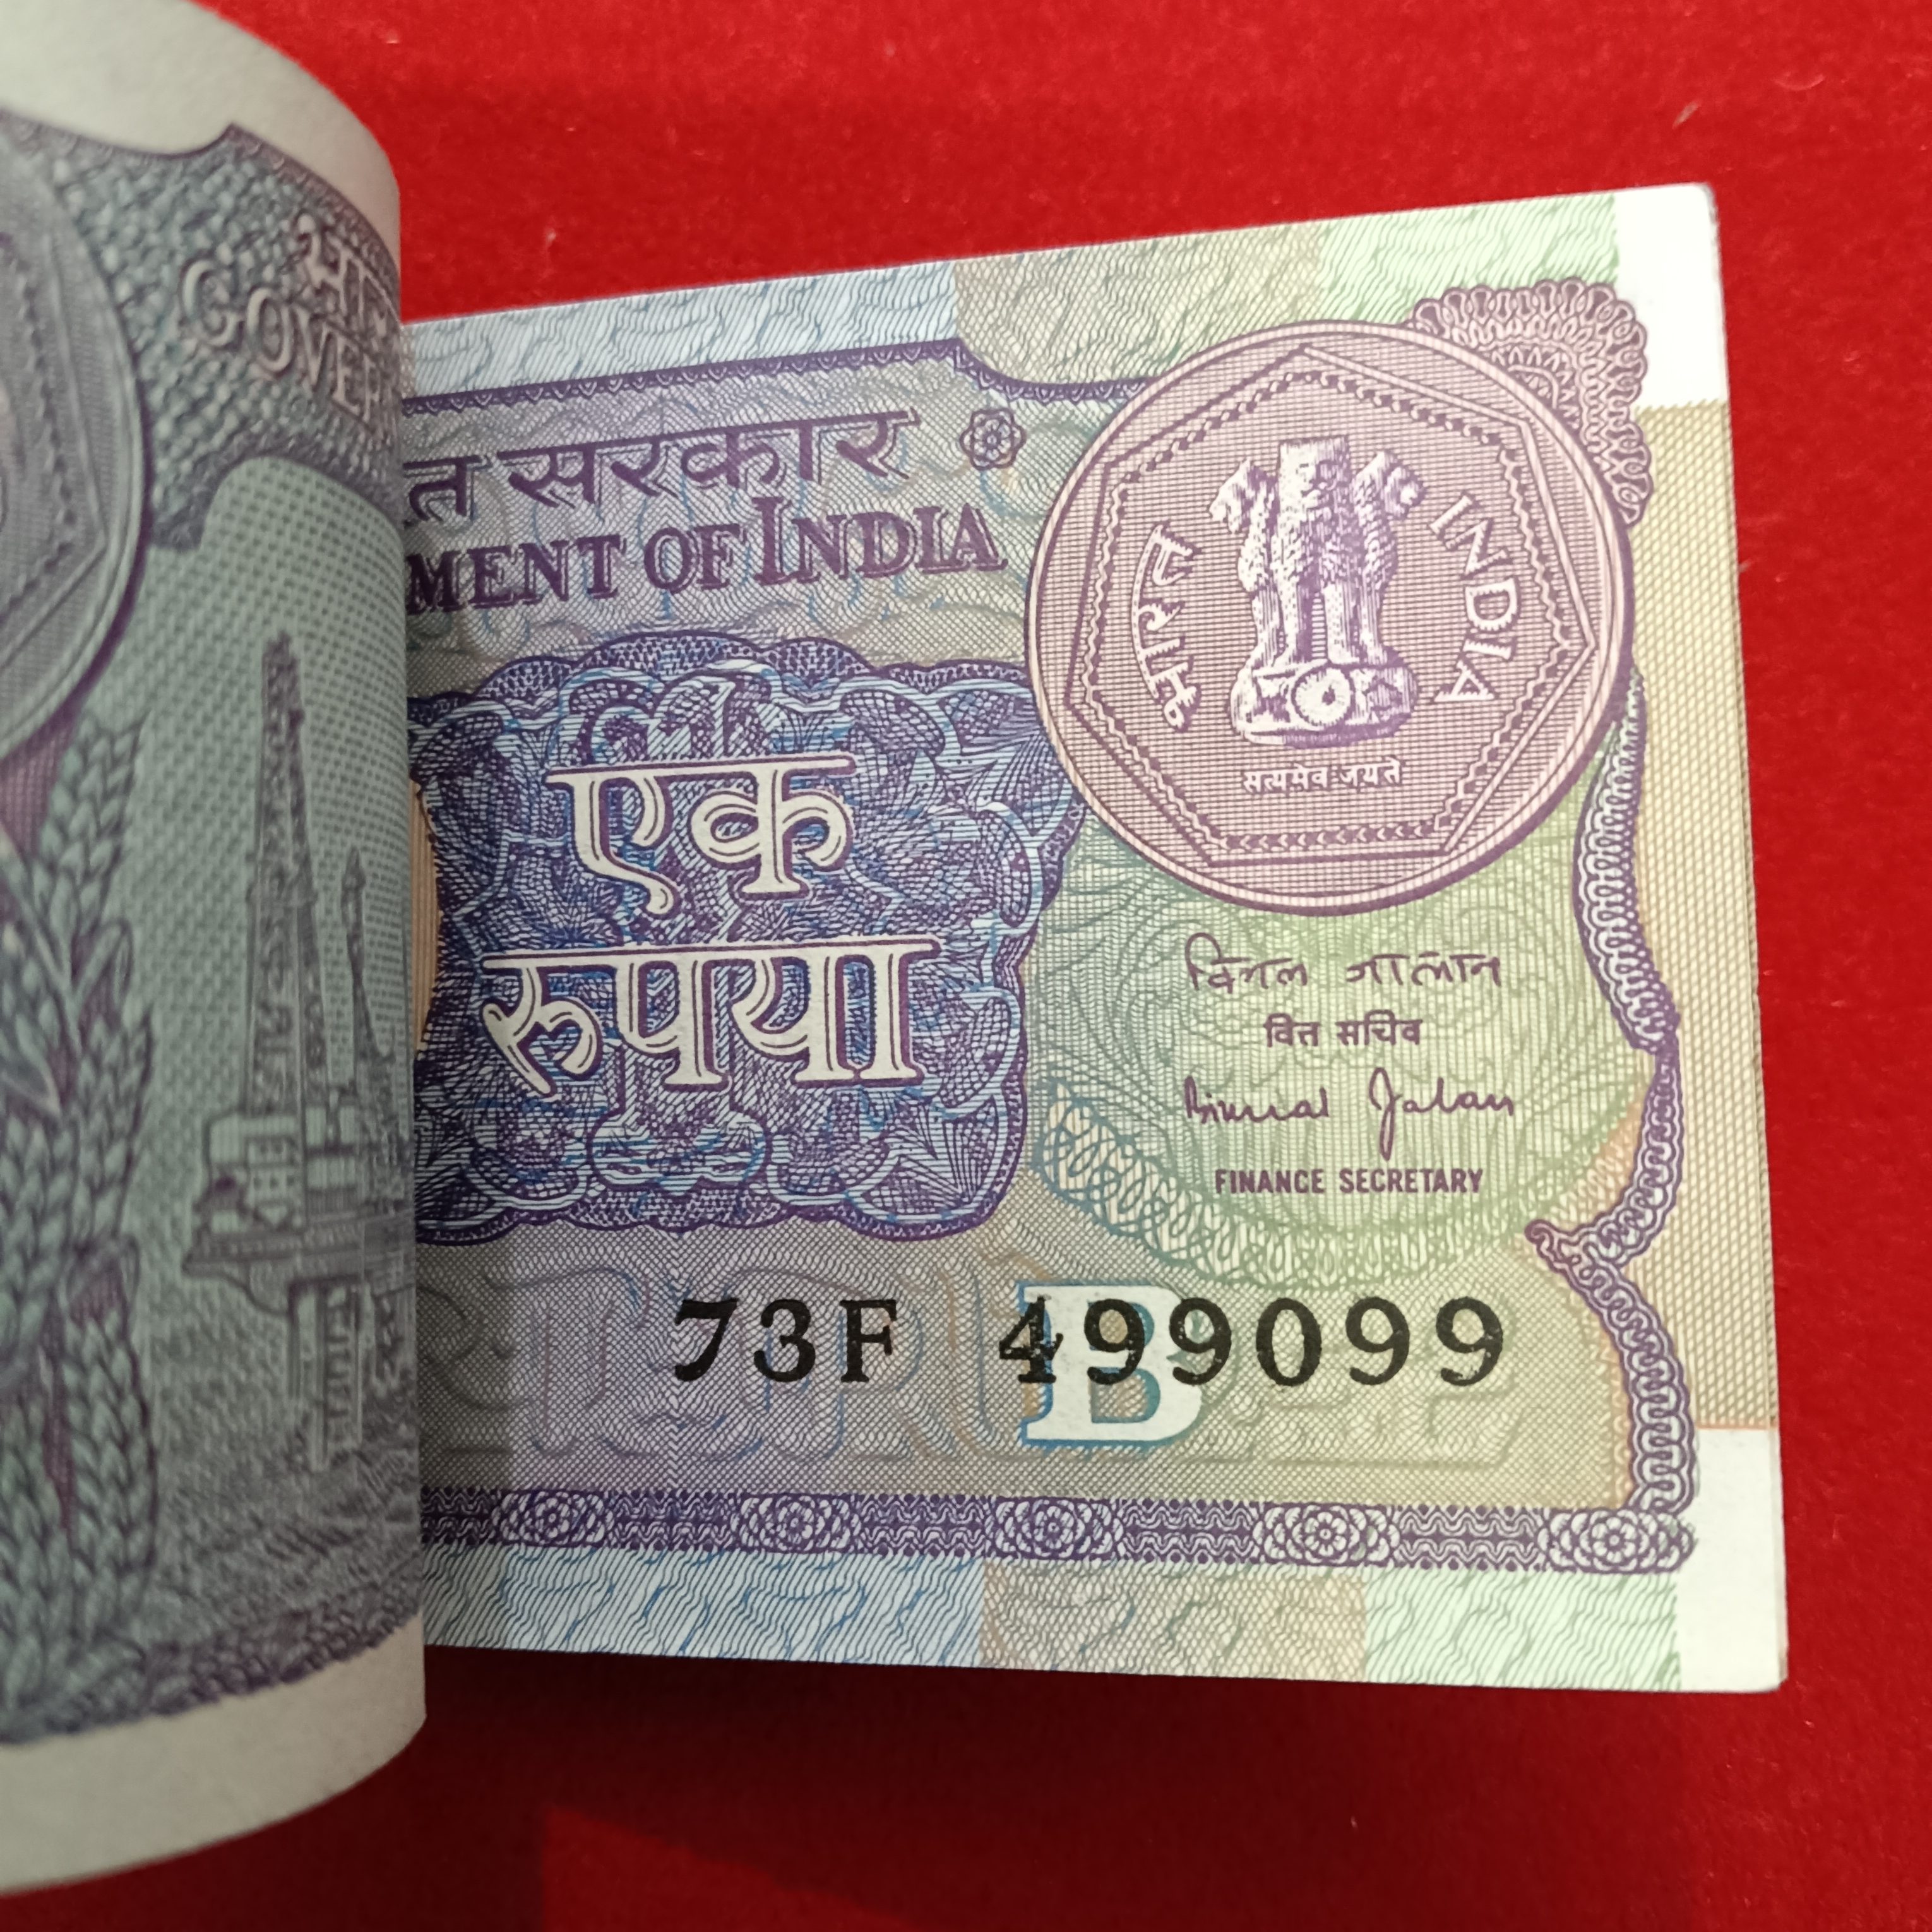 भार
GOVER
त सरकार
MENT OF INDIA
भारत
INDIA
सत्यमेव जयते
एक
रुपया
विमल जालान
वित्त सचिव
Bimal Jalan
FINANCE SECRETARY
73F 499099
B